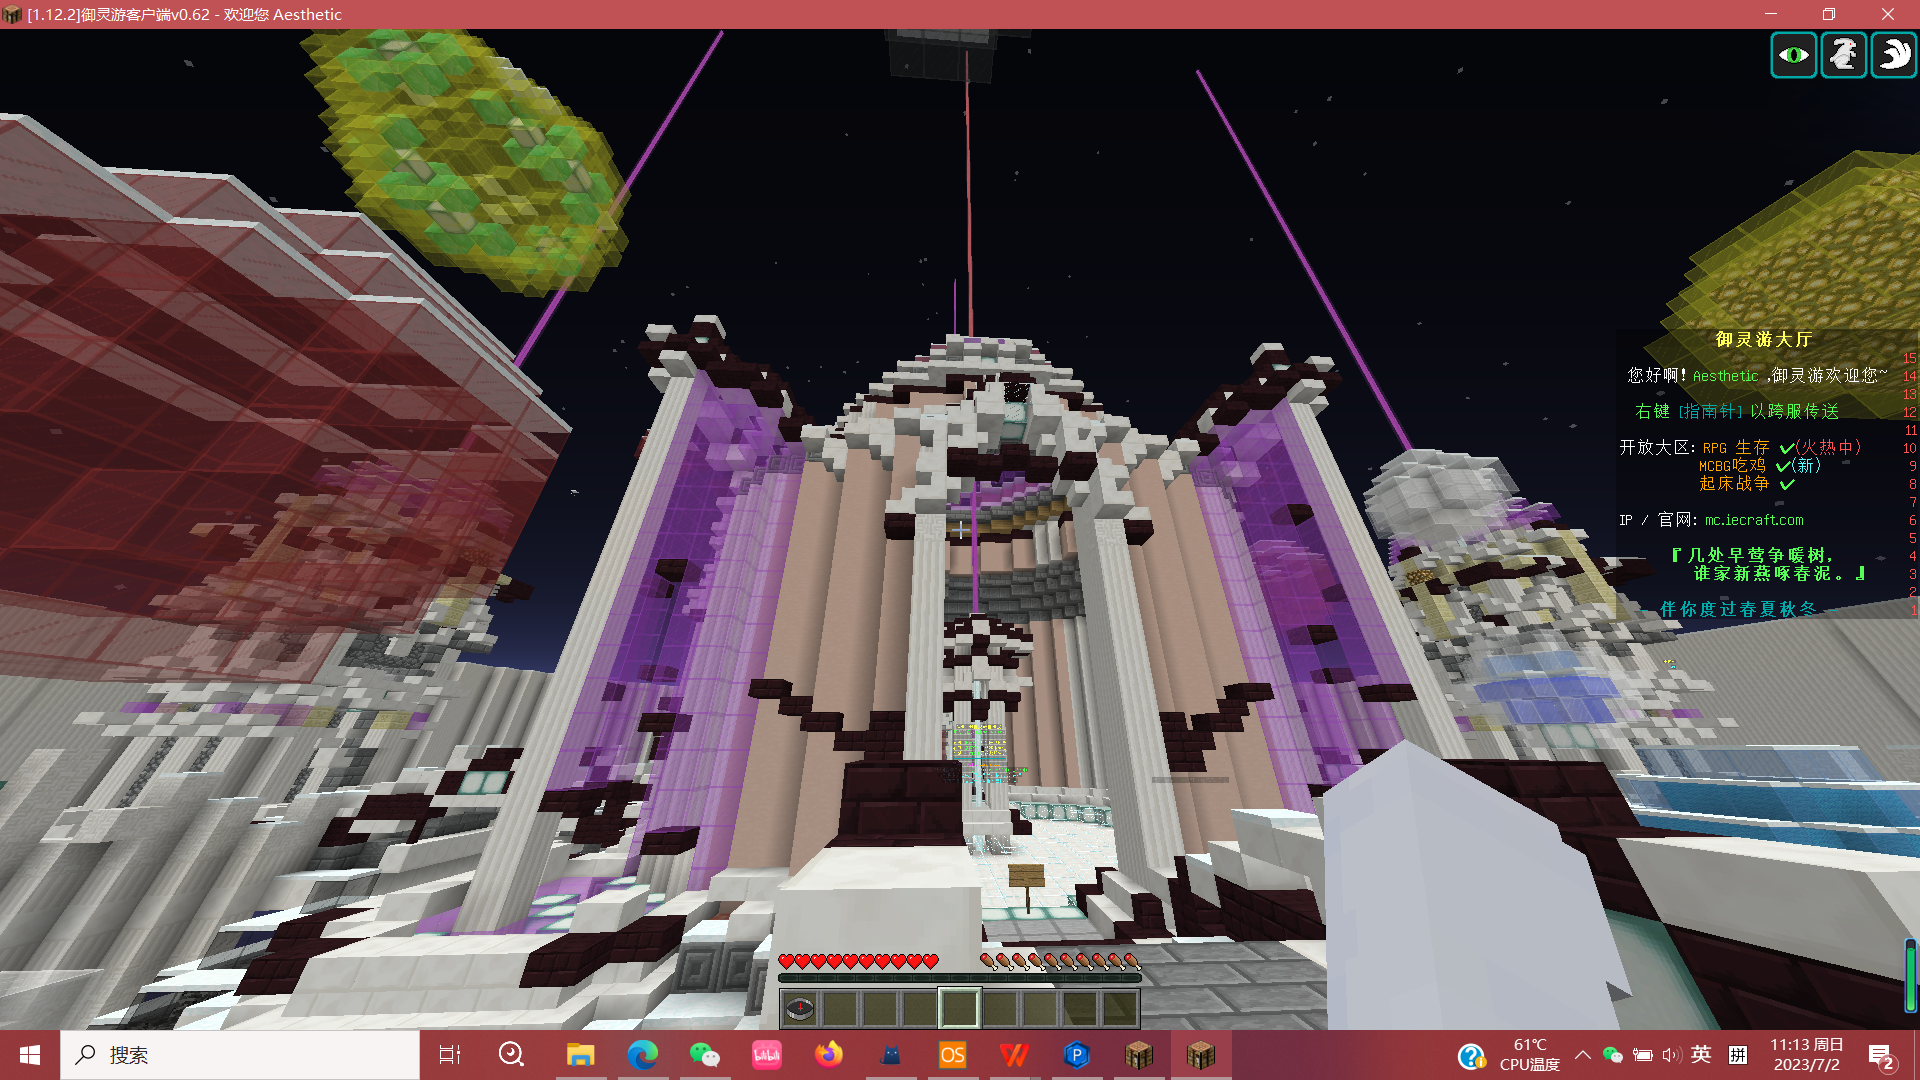 [1.12.2]御灵游客户端v0.62 - 欢迎您 Aesthetic
御灵游大厅
15
您好啊! Aesthetic ,御灵游欢迎您~ 14
13
右键 [指南针] 以跨服传送 12
11
开放大区: RPG 生存 ✔(火热中) 10
MCBG吃鸡 ✔(新) 9
起床战争 ✔ 8
7
IP / 官网: mc.iecraft.com 6
5
『几处早莺争暖树, 4
谁家新燕啄春泥。』 3
2
- 伴你度过春夏秋冬 - 1
搜索
bilibili
OS
P
61℃
CPU温度
英
拼
11:13 周日
2023/7/2
2